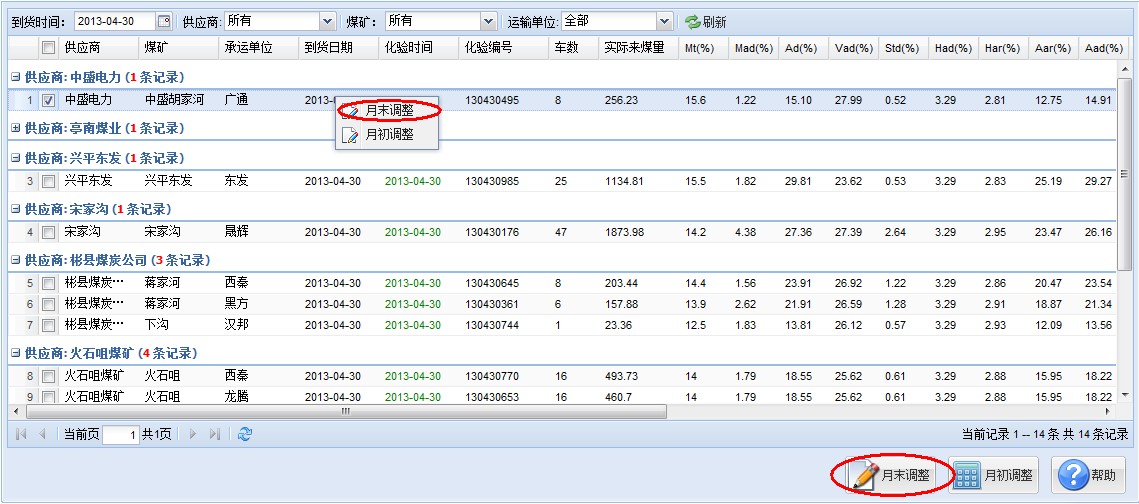 到货时间: 2013-04-30 供应商: 所有 煤矿: 所有 运输单位: 全部 刷新
供应商 煤矿 承运单位 到货日期 化验时间 化验编号 车数 实际来煤量 Mt(%) Mad(%) Ad(%) Vad(%) Std(%) Had(%) Har(%) Aar(%) Aad(%)
供应商: 中盛电力 (1 条记录)
1 中盛电力 中盛胡家河 广通 2013- 130430495 8 256.23 15.6 1.22 15.10 27.99 0.52 3.29 2.81 12.75 14.91
月末调整
月初调整
供应商: 亭南煤业 (1 条记录)
供应商: 兴平东发 (1 条记录)
3 兴平东发 兴平东发 东发 2013-04-30 2013-04-30 130430985 25 1134.81 15.5 1.82 29.81 23.62 0.53 3.29 2.83 25.19 29.27
供应商: 宋家沟 (1 条记录)
4 宋家沟 宋家沟 晟辉 2013-04-30 2013-04-30 130430176 47 1873.98 14.2 4.38 27.36 27.39 2.64 3.29 2.95 23.47 26.16
供应商: 彬县煤炭公司 (3 条记录)
5 彬县煤炭… 蒋家河 西秦 2013-04-30 2013-04-30 130430645 8 203.44 14.4 1.56 23.91 26.92 1.22 3.29 2.86 20.47 23.54
6 彬县煤炭… 蒋家河 黑方 2013-04-30 2013-04-30 130430361 6 157.88 13.9 2.62 21.91 26.59 1.28 3.29 2.91 18.87 21.34
7 彬县煤炭… 下沟 汉邦 2013-04-30 2013-04-30 130430744 1 23.36 12.5 1.83 13.81 26.12 0.57 3.29 2.93 12.09 13.56
供应商: 火石咀煤矿 (4 条记录)
8 火石咀煤矿 火石咀 西秦 2013-04-30 2013-04-30 130430770 16 493.73 14 1.79 18.55 25.62 0.61 3.29 2.88 15.95 18.22
9 火石咀煤矿 火石咀 龙腾 2013-04-30 2013-04-30 130430653 16 460.7 14 1.79 18.55 25.62 0.61 3.29 2.88 15.95 18.22
当前页 1 共1页 当前记录 1 -- 14 条 共 14 条记录
月末调整 月初调整 帮助